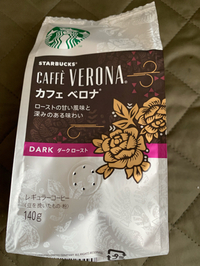 STARBUCKS®
CAFFÈ VERONA®
カフェ ベロナ®
ローストの甘い風味と
深みのある味わい
DARK ダークロースト
レギュラーコーヒー
140g